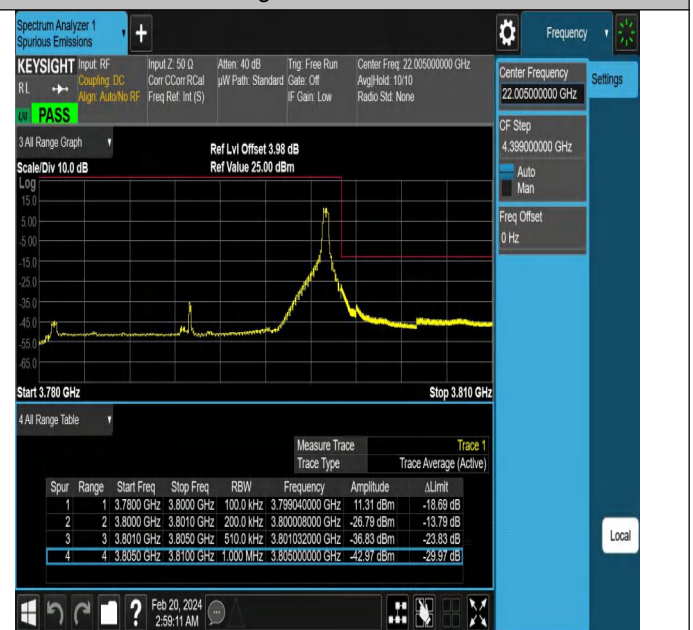 Spectrum Analyzer 1
Spurious Emissions
Frequency
KEYSIGHT Input: RF Input Z: 50 Ω Atten: 40 dB Trig: Free Run Center Freq: 22.005000000 GHz
RL Coupling: DC Corr CCorr RCal µW Path: Standard Gate: Off Avg|Hold: 10/10
Align: Auto/No RF Freq Ref: Int (S) IF Gain: Low Radio Std: None
PASS
Center Frequency
22.005000000 GHz
Settings
CF Step
4.399000000 GHz
Auto
Man
Freq Offset
0 Hz
3 All Range Graph
Ref Lvl Offset 3.98 dB
Scale/Div 10.0 dB Ref Value 25.00 dBm
Log
15.0
5.00
-5.00
-15.0
-25.0
-35.0
-45.0
-55.0
-65.0
Start 3.780 GHz Stop 3.810 GHz
4 All Range Table
Measure Trace Trace 1
Trace Type Trace Average (Active)
Spur Range Start Freq Stop Freq RBW Frequency Amplitude ΔLimit
1 1 3.7800 GHz 3.8000 GHz 100.0 kHz 3.799040000 GHz 11.31 dBm -18.69 dB
2 2 3.8000 GHz 3.8010 GHz 200.0 kHz 3.800008000 GHz -26.79 dBm -13.79 dB
3 3 3.8010 GHz 3.8050 GHz 510.0 kHz 3.801032000 GHz -36.83 dBm -23.83 dB
4 4 3.8050 GHz 3.8100 GHz 1.000 MHz 3.805000000 GHz -42.97 dBm -29.97 dB
Local
Feb 20, 2024
2:59:11 AM